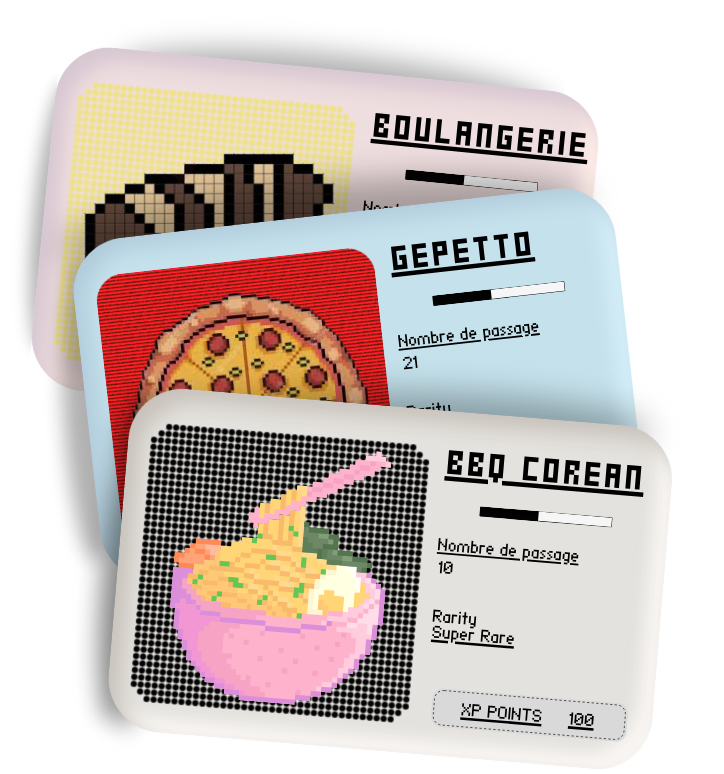 BOULANGERIE
GEPETTO
Nombre de passage
21
BBQ COREAN
Nombre de passage
10
Rarity
Super Rare
XP POINTS 100